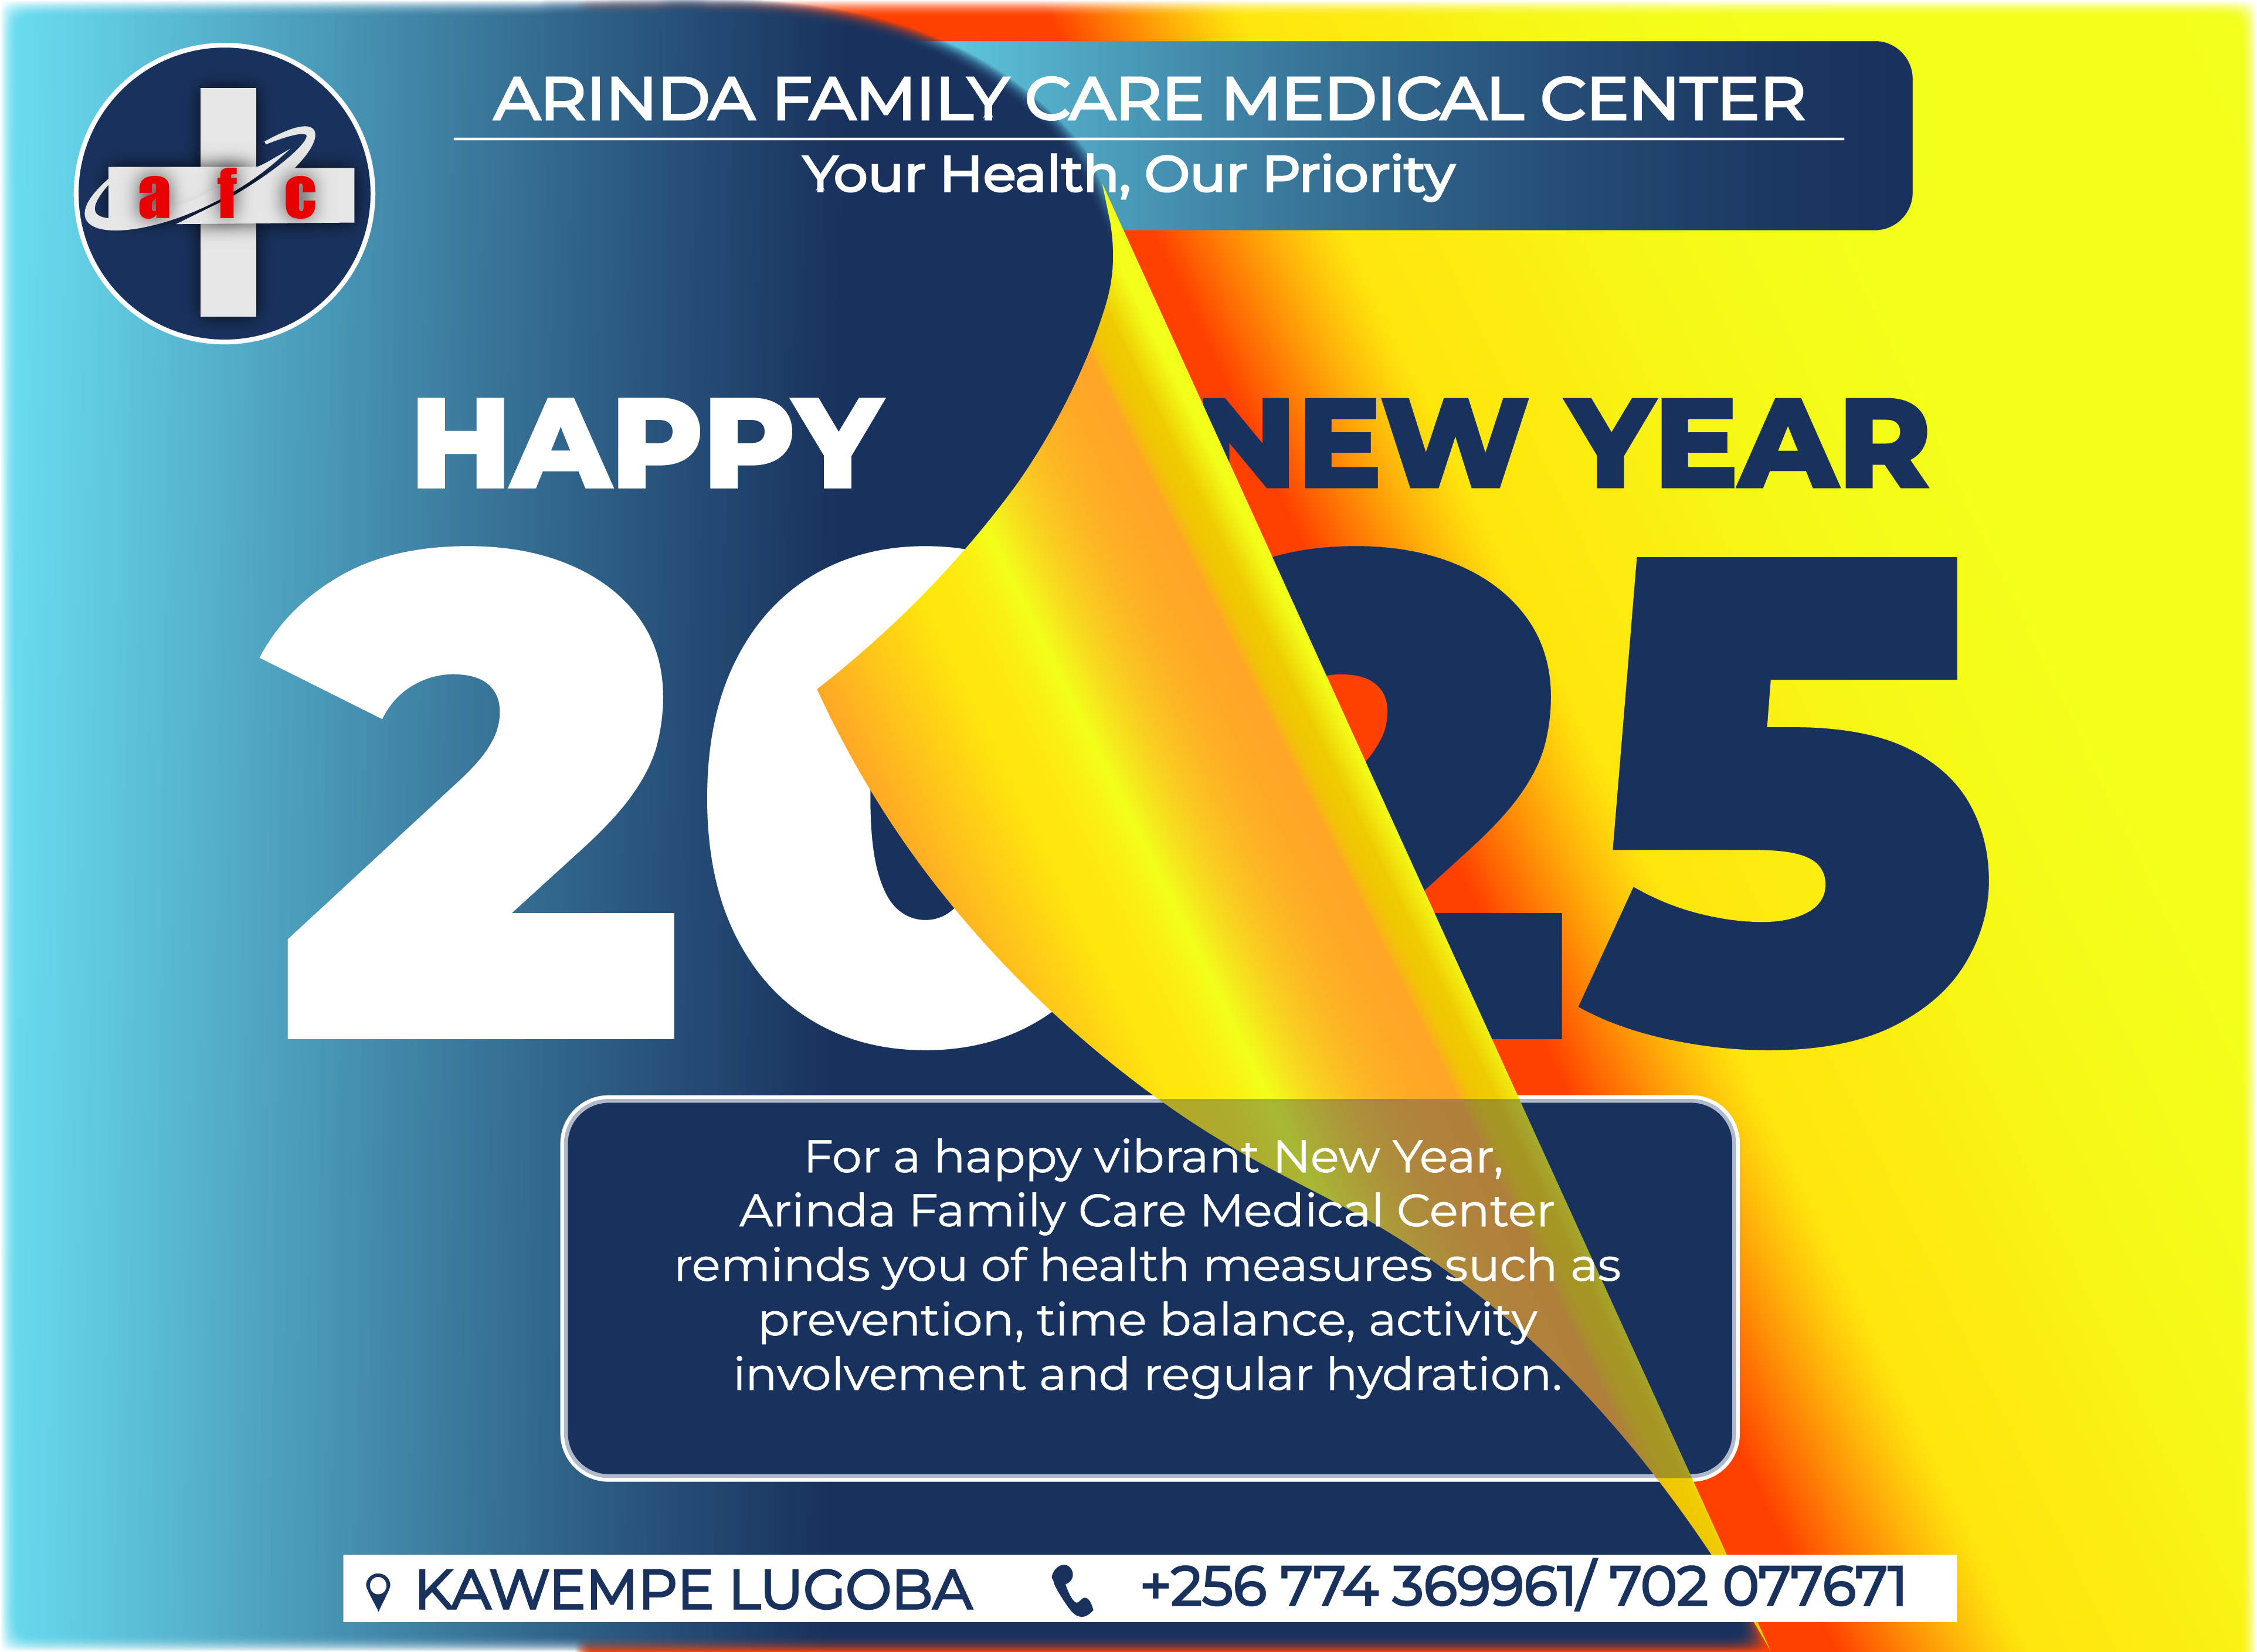 ARINDA FAMILY CARE MEDICAL CENTER
Your Health, Our Priority
a f c
HAPPY NEW YEAR
2025
For a happy vibrant New Year,
Arinda Family Care Medical Center
reminds you of health measures such as
prevention, time balance, activity
involvement and regular hydration.
KAWEMPE LUGOBA +256 774 369961/ 702 077671